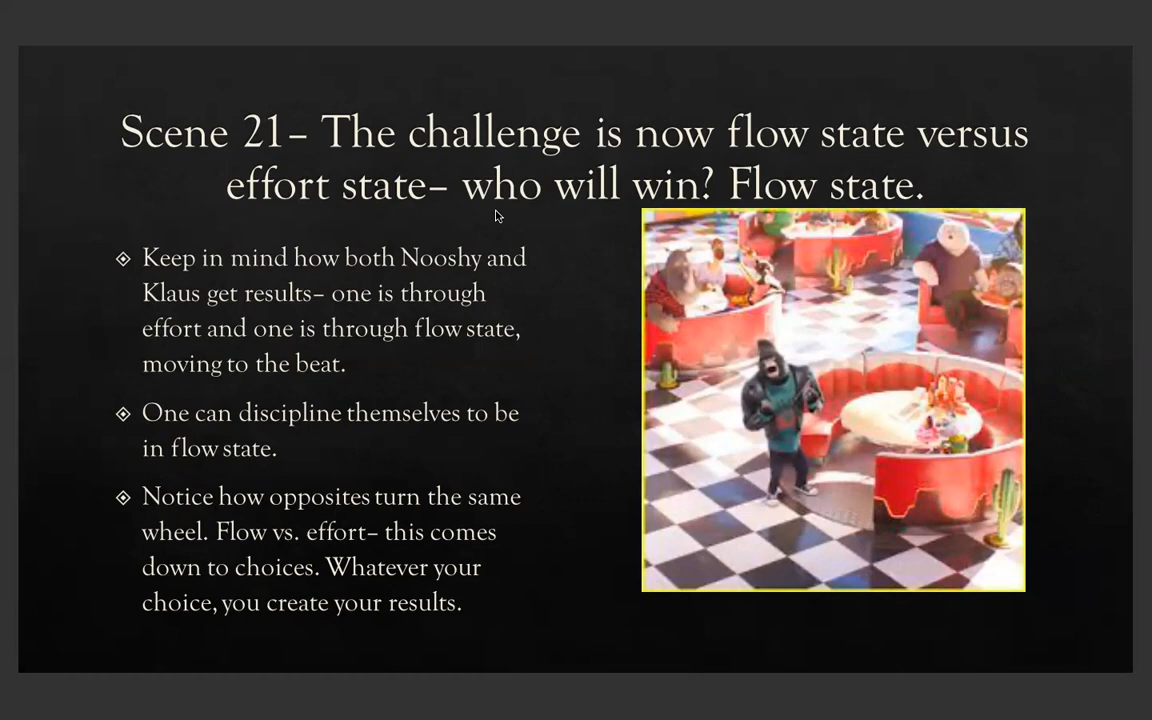 Scene 21– The challenge is now flow state versus
effort state– who will win? Flow state.
Keep in mind how both Nooshy and
Klaus get results– one is through
effort and one is through flow state,
moving to the beat.
One can discipline themselves to be
in flow state.
Notice how opposites turn the same
wheel. Flow vs. effort– this comes
down to choices. Whatever your
choice, you create your results.